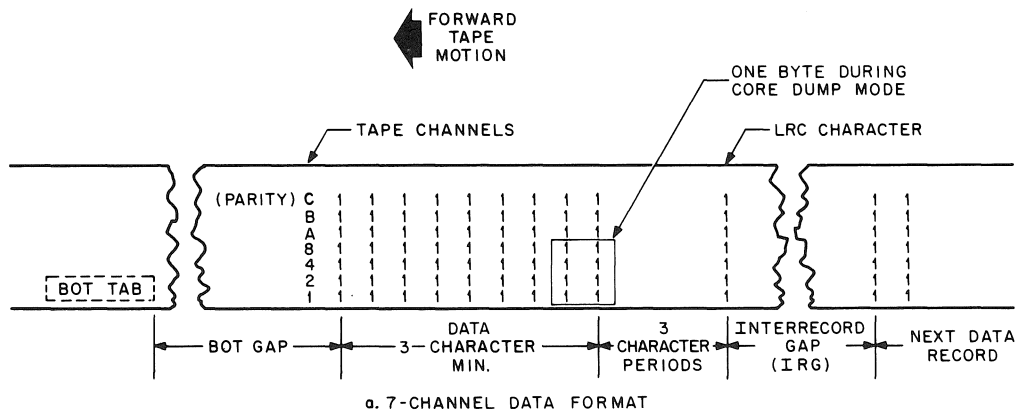 FORWARD
TAPE
MOTION
ONE BYTE DURING
CORE DUMP MODE
TAPE CHANNELS
LRC CHARACTER
(PARITY) C
B
A
8
4
2
1
BOT TAB
BOT GAP
DATA
3-CHARACTER
MIN.
3
CHARACTER
PERIODS
INTERRECORD
GAP
(IRG)
NEXT DATA
RECORD
a. 7-CHANNEL DATA FORMAT